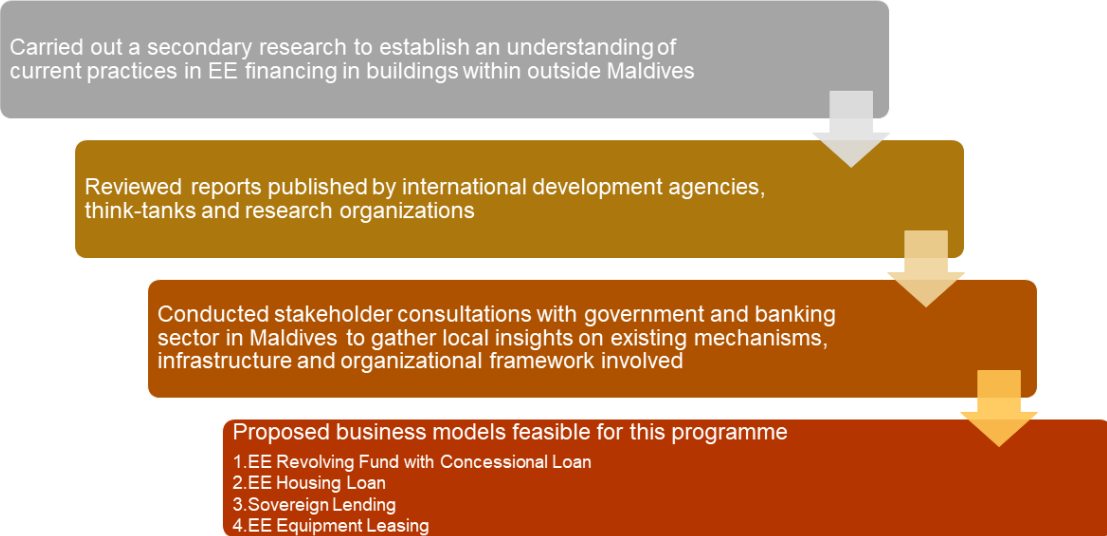 Carried out a secondary research to establish an understanding of
current practices in EE financing in buildings within outside Maldives
Reviewed reports published by international development agencies,
think-tanks and research organizations
Conducted stakeholder consultations with government and banking
sector in Maldives to gather local insights on existing mechanisms,
infrastructure and organizational framework involved
Proposed business models feasible for this programme
1.EE Revolving Fund with Concessional Loan
2.EE Housing Loan
3.Sovereign Lending
4.EE Equipment Leasing